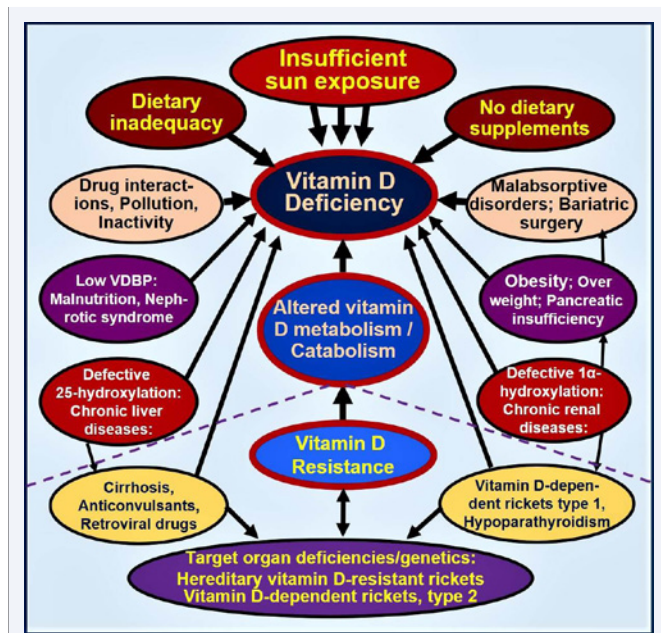 Insufficient
sun exposure
Dietary
inadequacy
No dietary
supplements
Vitamin D
Deficiency
Drug interact-
ions, Pollution,
Inactivity
Malabsorptive
disorders; Bariatric
surgery
Low VDBP:
Malnutrition, Neph-
rotic syndrome
Obesity; Over
weight; Pancreatic
insufficiency
Altered vitamin
D metabolism /
Catabolism
Defective
25-hydroxylation:
Chronic liver
diseases:
Defective 1α-
hydroxylation:
Chronic renal
diseases:
Vitamin D
Resistance
Cirrhosis,
Anticonvulsants,
Retroviral drugs
Vitamin D-depen-
dent rickets type 1,
Hypoparathyroidism
Target organ deficiencies/genetics:
Hereditary vitamin D-resistant rickets
Vitamin D-dependent rickets, type 2